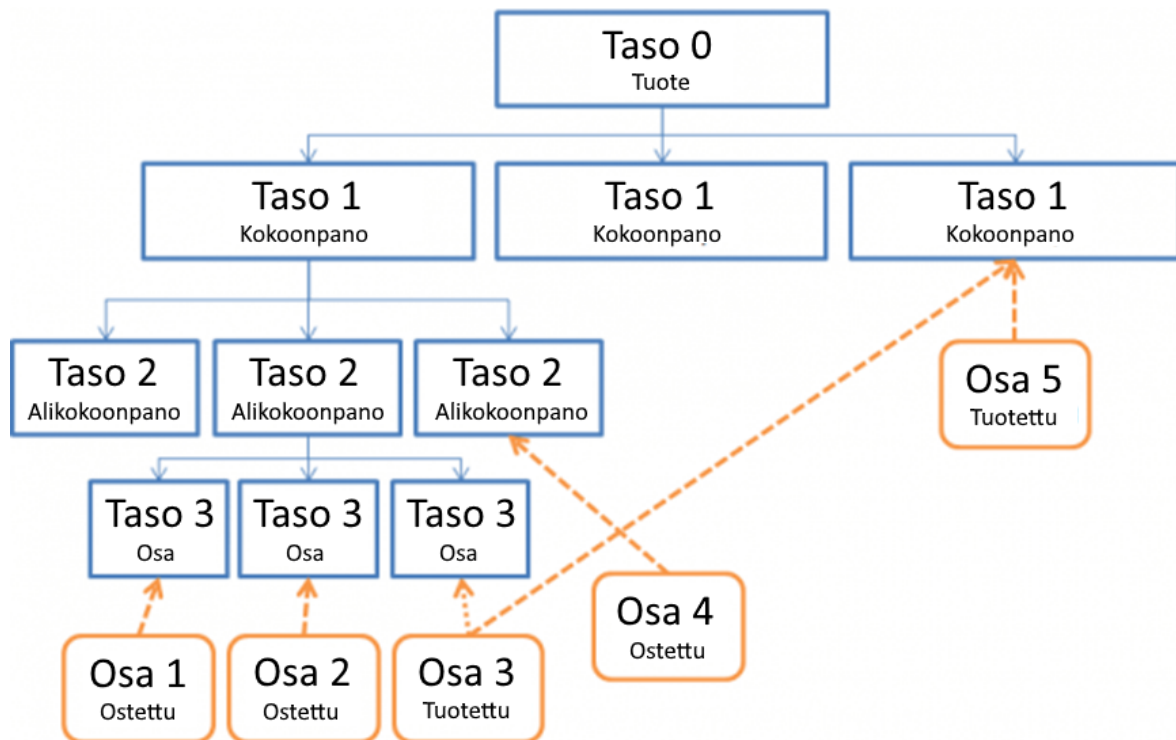 Taso 0
Tuote
Taso 1
Kokoonpano
Taso 1
Kokoonpano
Taso 1
Kokoonpano
Taso 2
Alikokoonpano
Taso 2
Alikokoonpano
Taso 2
Alikokoonpano
Osa 5
Tuotettu
Taso 3
Osa
Taso 3
Osa
Taso 3
Osa
Osa 4
Ostettu
Osa 1
Ostettu
Osa 2
Ostettu
Osa 3
Tuotettu